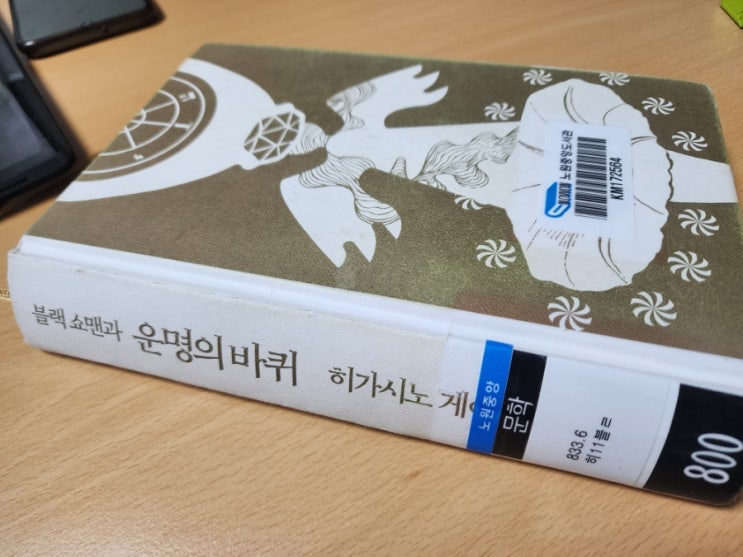 노원중앙도서관
KM172564
블랙 쇼맨과 운명의 바퀴
히가시노 게
노원중앙
문학
833.6
히11블ㄹ
800